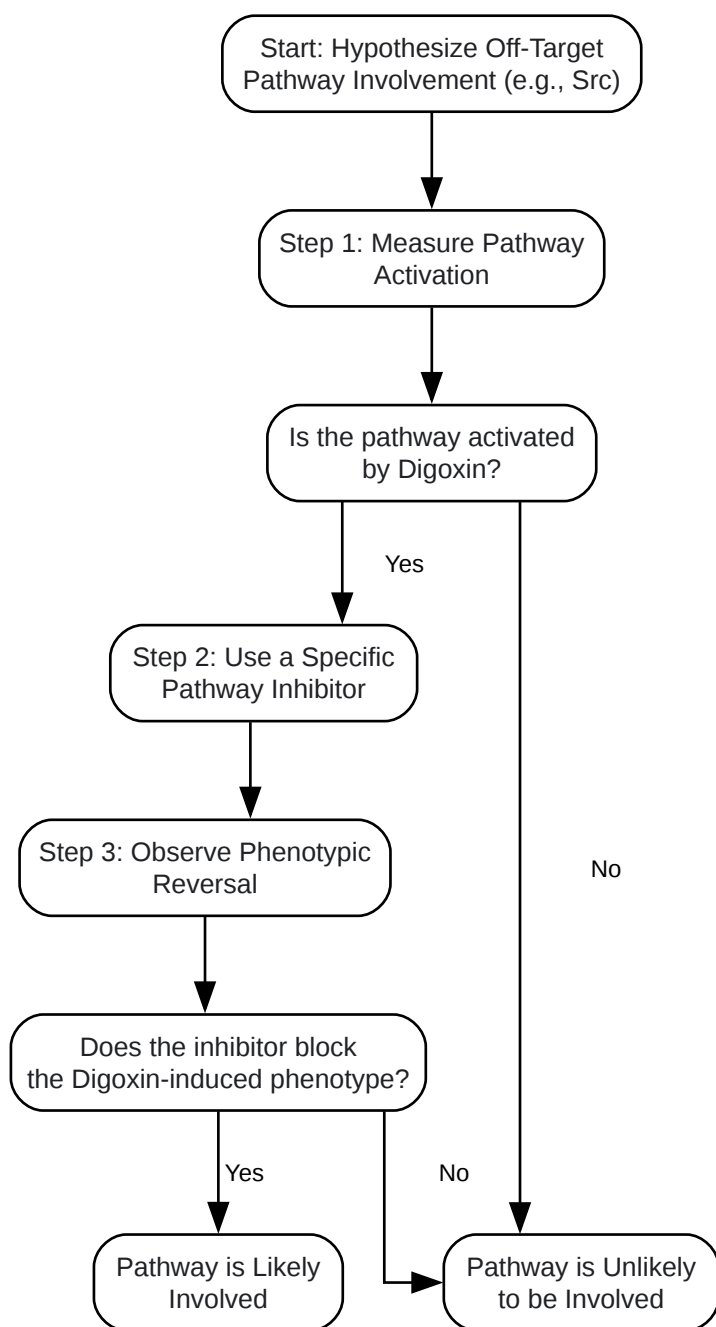 Start: Hypothesize Off-Target
Pathway Involvement (e.g., Src)
Step 1: Measure Pathway
Activation
Is the pathway activated
by Digoxin?
Yes
Step 2: Use a Specific
Pathway Inhibitor
Step 3: Observe Phenotypic
Reversal
No
Does the inhibitor block
the Digoxin-induced phenotype?
Yes
No
Pathway is Likely
Involved
Pathway is Unlikely
to be Involved